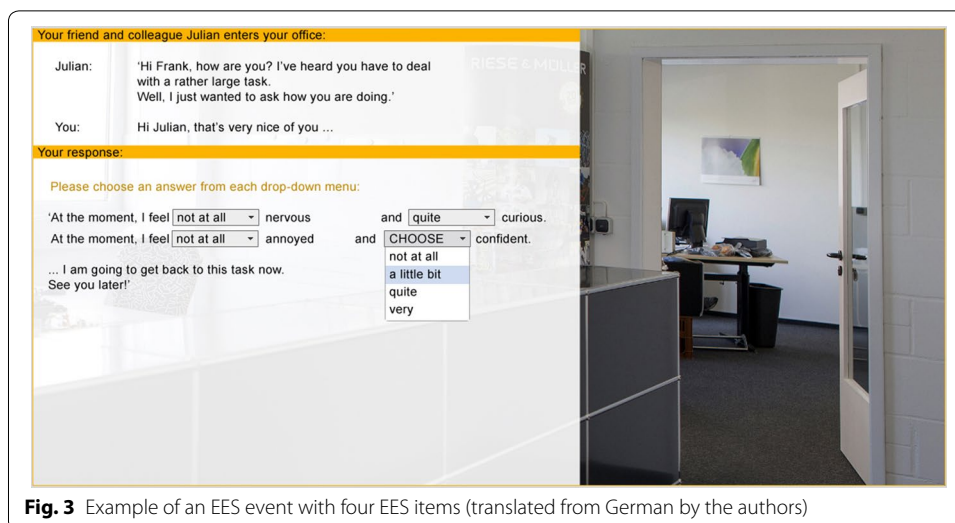 Your friend and colleague Julian enters your office:
Julian: ‘Hi Frank, how are you? I’ve heard you have to deal
with a rather large task.
Well, I just wanted to ask how you are doing.’
You: Hi Julian, that’s very nice of you ...
Your response:
Please choose an answer from each drop-down menu:
‘At the moment, I feel not at all nervous and quite curious.
At the moment, I feel not at all annoyed and CHOOSE confident.
not at all
a little bit
quite
very
... I am going to get back to this task now.
See you later!’
RIESE & MÜLLER
Fig. 3 Example of an EES event with four EES items (translated from German by the authors)